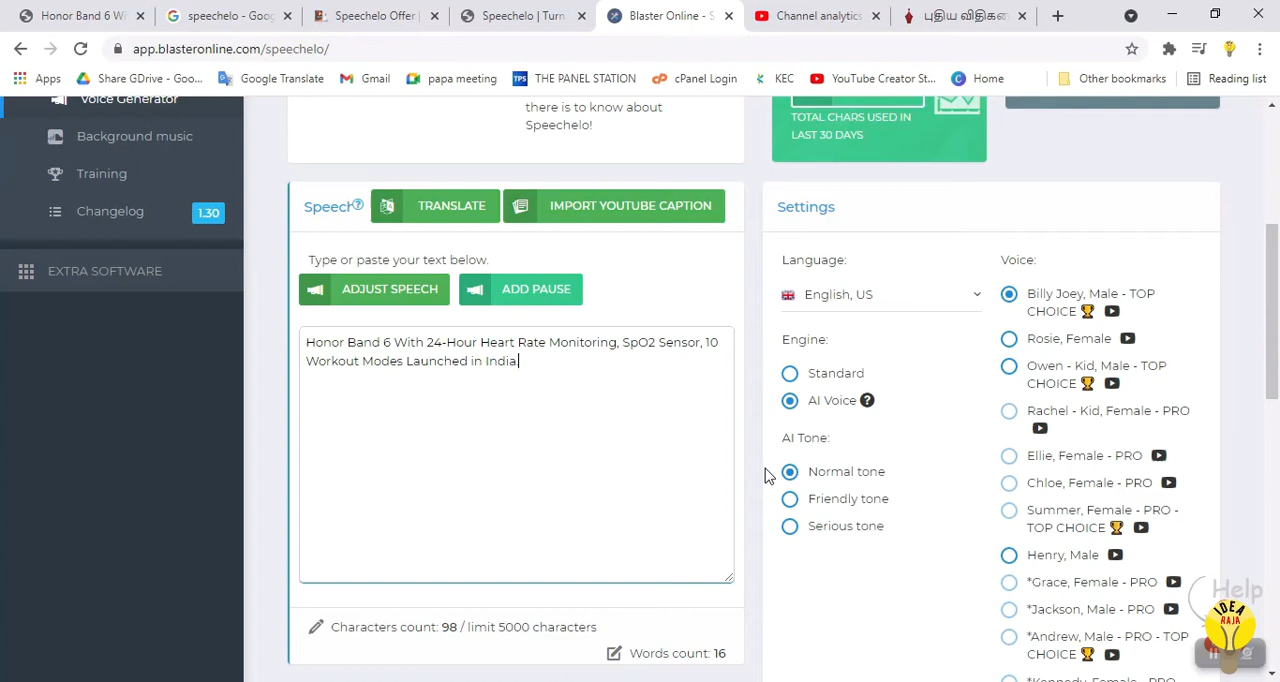 Honor Band 6 Wi
speechelo - Goo
Speechelo Offer |
Speechelo | Turn
Blaster Online - S
Channel analytics
புதிய விதிகள
app.blasteronline.com/speechelo/
Apps
Share GDrive - Goo...
Google Translate
Gmail
papa meeting
TPS
THE PANEL STATION
cPanel Login
KEC
YouTube Creator St...
Home
Other bookmarks
Reading list
Voice Generator
Background music
Training
Changelog
1.30
EXTRA SOFTWARE
there is to know about
Speechelo!
TOTAL CHARS USED IN
LAST 30 DAYS
Speech
TRANSLATE
IMPORT YOUTUBE CAPTION
Type or paste your text below.
ADJUST SPEECH
ADD PAUSE
Honor Band 6 With 24-Hour Heart Rate Monitoring, SpO2 Sensor, 10
Workout Modes Launched in India
Characters count: 98 / limit 5000 characters
Words count: 16
Settings
Language:
English, US
Engine:
Standard
AI Voice
AI Tone:
Normal tone
Friendly tone
Serious tone
Voice:
Billy Joey, Male - TOP
CHOICE
Rosie, Female
Owen - Kid, Male - TOP
CHOICE
Rachel - Kid, Female - PRO
Ellie, Female - PRO
Chloe, Female - PRO
Summer, Female - PRO -
TOP CHOICE
Henry, Male
*Grace, Female - PRO
*Jackson, Male - PRO
*Andrew, Male - PRO - TOP
CHOICE
*Kennedy, Female - PRO
Help
IDEA
RAJA